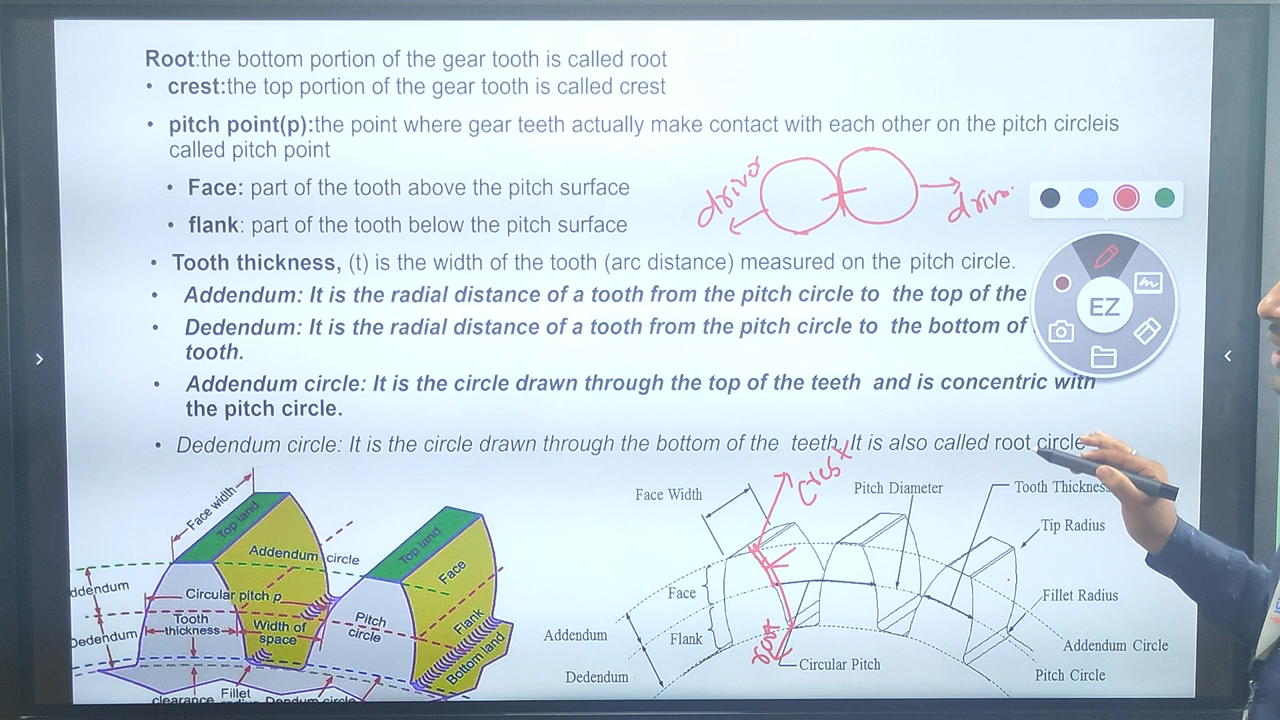 Root:the bottom portion of the gear tooth is called root
• crest:the top portion of the gear tooth is called crest
• pitch point(p):the point where gear teeth actually make contact with each other on the pitch circleis
called pitch point
• Face: part of the tooth above the pitch surface
• flank: part of the tooth below the pitch surface
driver
drive
• Tooth thickness, (t) is the width of the tooth (arc distance) measured on the pitch circle.
• Addendum: It is the radial distance of a tooth from the pitch circle to the top of the
• Dedendum: It is the radial distance of a tooth from the pitch circle to the bottom of
tooth.
• Addendum circle: It is the circle drawn through the top of the teeth and is concentric with
the pitch circle.
• Dedendum circle: It is the circle drawn through the bottom of the teeth. It is also called root circle
EZ
Face width
Top land
Addendum circle
ddendum
Circular pitch p
Dedendum
Tooth
thickness
Width of
space
Pitch
circle
Top land
Face
Flank
Bottom land
clearance
Fillet
circle
Face Width
crest
Pitch Diameter
Tooth Thickness
Tip Radius
Face
Fillet Radius
Addendum
Flank
root
Addendum Circle
Dedendum
Circular Pitch
Pitch Circle